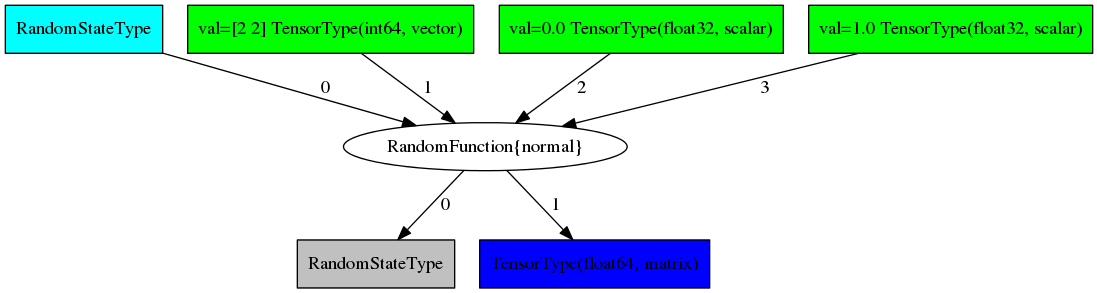 RandomStateType
val=[2 2] TensorType(int64, vector)
val=0.0 TensorType(float32, scalar)
val=1.0 TensorType(float32, scalar)
0
1
2
3
RandomFunction{normal}
0
1
RandomStateType
TensorType(float64, matrix)